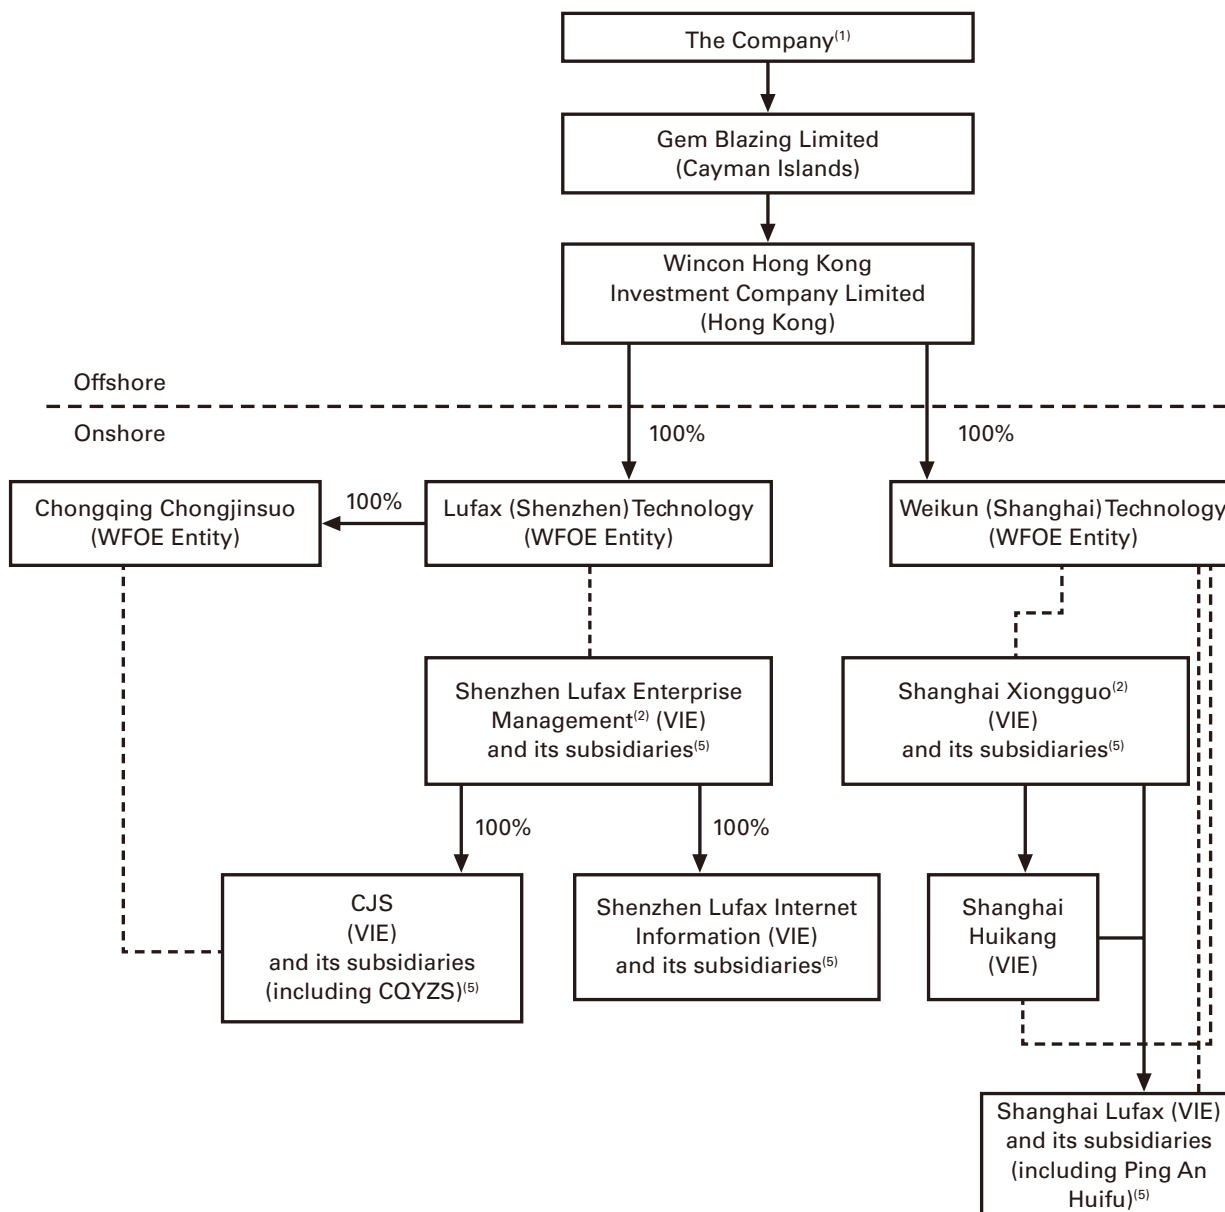 The Company(1)
Gem Blazing Limited
(Cayman Islands)
Wincon Hong Kong
Investment Company Limited
(Hong Kong)
Offshore
Onshore
100%
100%
Chongqing Chongjinsuo
(WFOE Entity)
100%
Lufax (Shenzhen) Technology
(WFOE Entity)
Weikun (Shanghai) Technology
(WFOE Entity)
Shenzhen Lufax Enterprise
Management(2) (VIE)
and its subsidiaries(5)
Shanghai Xiongguo(2)
(VIE)
and its subsidiaries(5)
100%
100%
CJS
(VIE)
and its subsidiaries
(including CQYZS)(5)
Shenzhen Lufax Internet
Information (VIE)
and its subsidiaries(5)
Shanghai
Huikang
(VIE)
Shanghai Lufax (VIE)
and its subsidiaries
(including Ping An
Huifu)(5)